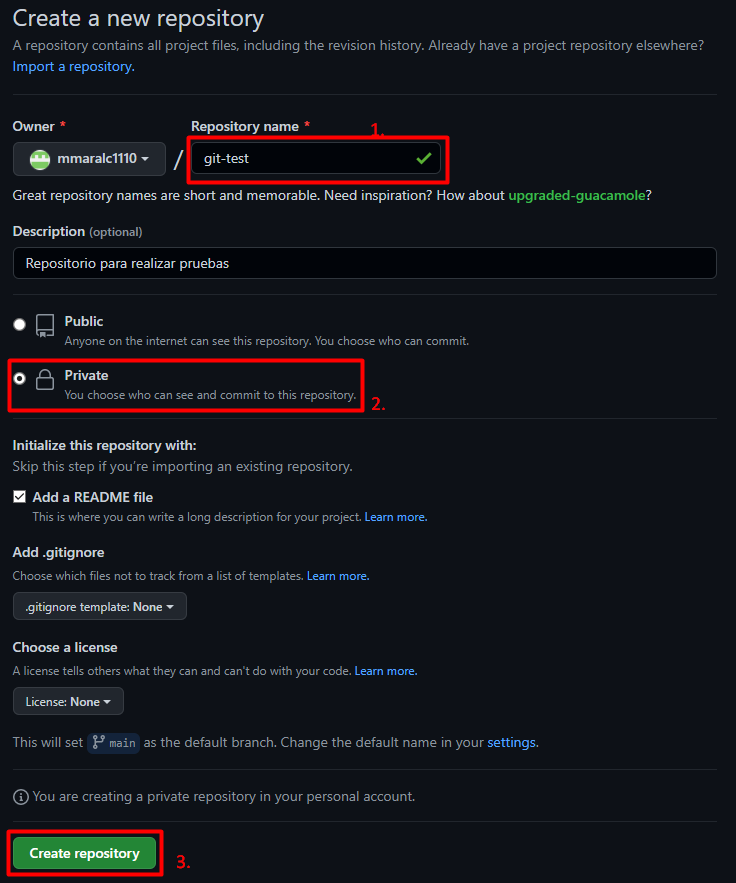 Create a new repository
A repository contains all project files, including the revision history. Already have a project repository elsewhere?
Import a repository.
Owner * Repository name * 1.
mmaralc1110 / git-test
Great repository names are short and memorable. Need inspiration? How about upgraded-guacamole?
Description (optional)
Repositorio para realizar pruebas
Public
Anyone on the internet can see this repository. You choose who can commit.
Private
You choose who can see and commit to this repository.
2.
Initialize this repository with:
Skip this step if you're importing an existing repository.
Add a README file
This is where you can write a long description for your project. Learn more.
Add .gitignore
Choose which files not to track from a list of templates. Learn more.
.gitignore template: None
Choose a license
A license tells others what they can and can't do with your code. Learn more.
License: None
This will set main as the default branch. Change the default name in your settings.
You are creating a private repository in your personal account.
Create repository 3.